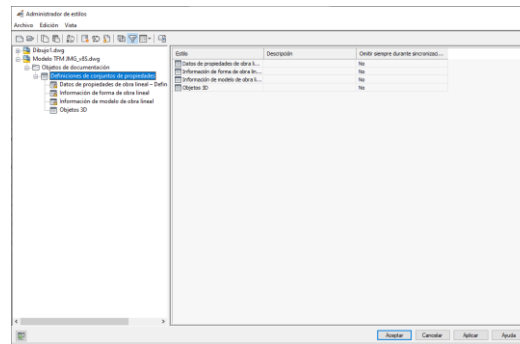 Administrador de estilos
Archivo Edición Vista
Dibujo1.dwg
Modelo TFM JMG_v8S.dwg
Objetos de documentación
Definiciones de conjuntos de propiedades
Datos de propiedades de obra lineal – Defin
Información de forma de obra lineal
Información de modelo de obra lineal
Objetos 3D
Estilo Descripción Omitir siempre durante sincronizació...
Datos de propiedades de obra li... No
Información de forma de obra lin... No
Información de modelo de obra l... No
Objetos 3D No
Aceptar Cancelar Aplicar Ayuda